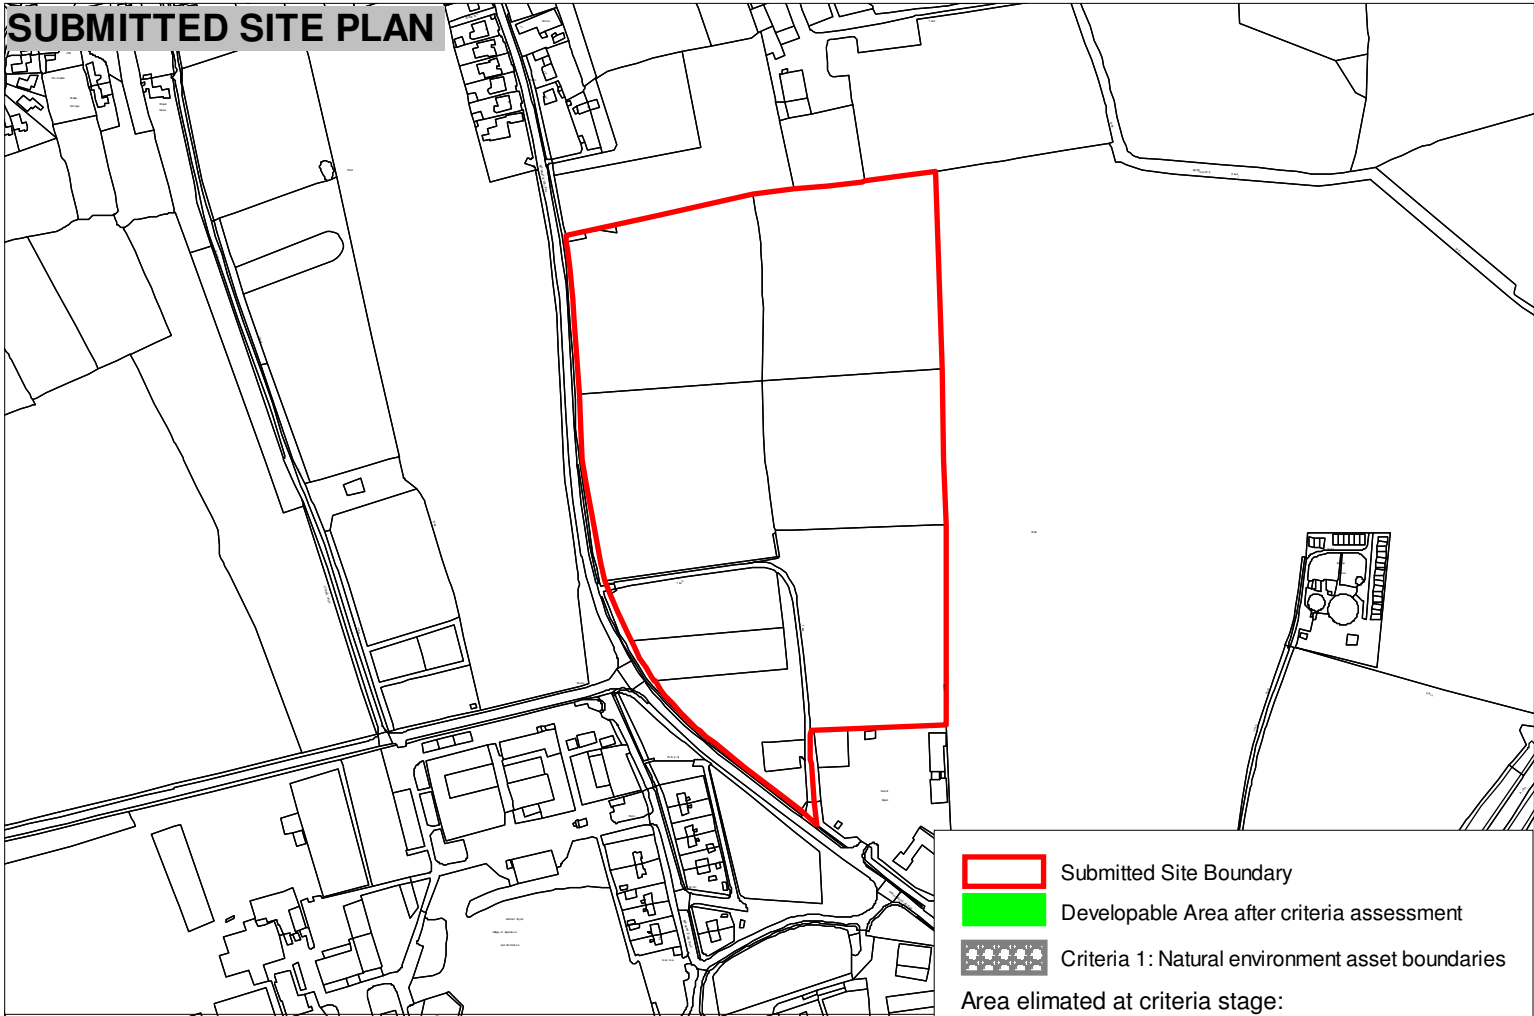 SUBMITTED SITE PLAN
Submitted Site Boundary
Developable Area after criteria assessment
Criteria 1: Natural environment asset boundaries
Area elimated at criteria stage: